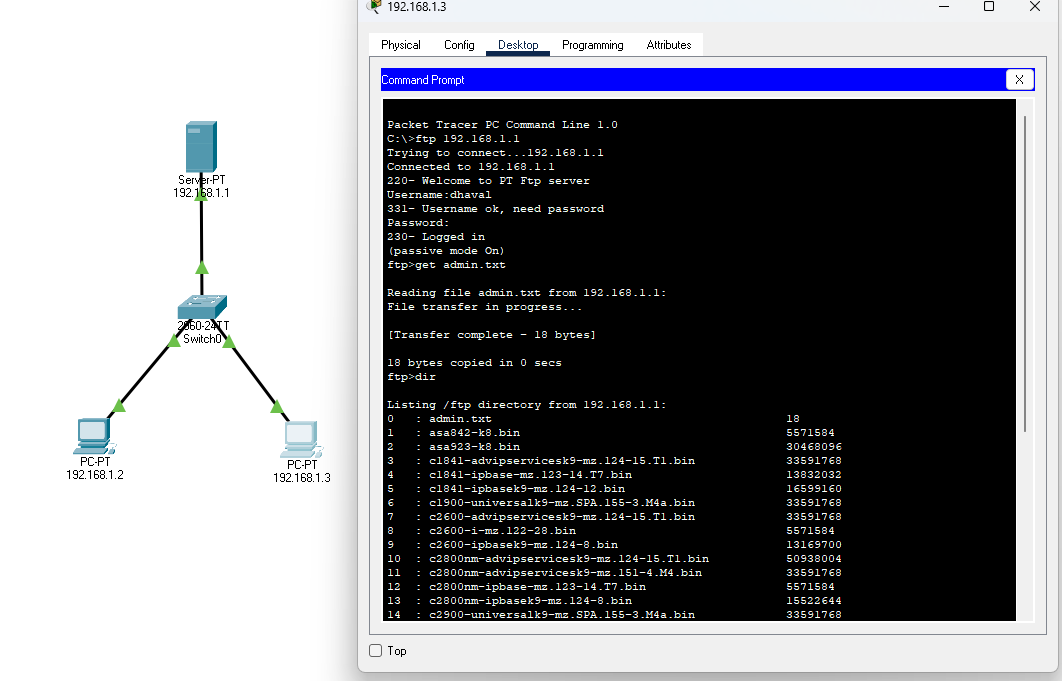 192.168.1.3
Physical Config Desktop Programming Attributes
Command Prompt
X
Packet Tracer PC Command Line 1.0
C:\>ftp 192.168.1.1
Trying to connect...192.168.1.1
Connected to 192.168.1.1
220- Welcome to PT Ftp server
Username:dhaval
331- Username ok, need password
Password:
230- Logged in
(passive mode On)
ftp>get admin.txt
Reading file admin.txt from 192.168.1.1:
File transfer in progress...
[Transfer complete - 18 bytes]
18 bytes copied in 0 secs
ftp>dir
Listing /ftp directory from 192.168.1.1:
0 : admin.txt 18
1 : asa842-k8.bin 5571584
2 : asa923-k8.bin 30468096
3 : c1841-advipservicesk9-mz.124-15.T1.bin 33591768
4 : c1841-ipbase-mz.123-14.T7.bin 13832032
5 : c1841-ipbasek9-mz.124-12.bin 16599160
6 : c1900-universalk9-mz.SPA.155-3.M4a.bin 33591768
7 : c2600-advipservicesk9-mz.124-15.T1.bin 33591768
8 : c2600-i-mz.122-28.bin 5571584
9 : c2600-ipbasek9-mz.124-8.bin 13169700
10 : c2800nm-advipservicesk9-mz.124-15.T1.bin 50938004
11 : c2800nm-advipservicesk9-mz.151-4.M4.bin 33591768
12 : c2800nm-ipbase-mz.123-14.T7.bin 5571584
13 : c2800nm-ipbasek9-mz.124-8.bin 15522644
14 : c2900-universalk9-mz.SPA.155-3.M4a.bin 33591768
Top
Server-PT
192.168.1.1
2960-24TT
Switch0
PC-PT
192.168.1.2
PC-PT
192.168.1.3